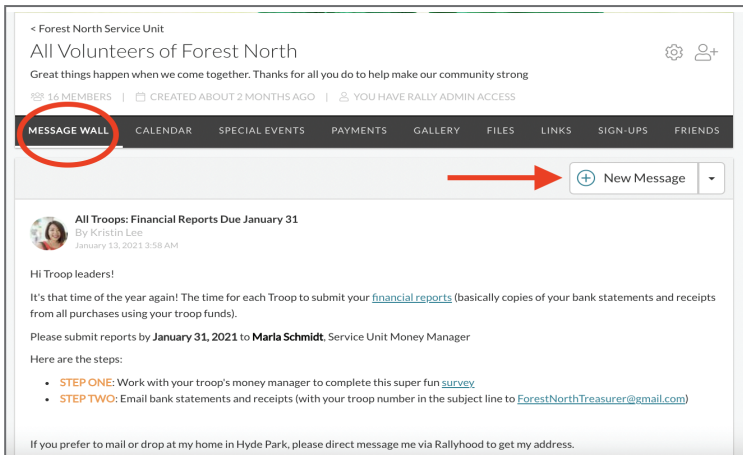 < Forest North Service Unit
All Volunteers of Forest North
Great things happen when we come together. Thanks for all you do to help make our community strong
16 MEMBERS | CREATED ABOUT 2 MONTHS AGO | YOU HAVE RALLY ADMIN ACCESS
MESSAGE WALL CALENDAR SPECIAL EVENTS PAYMENTS GALLERY FILES LINKS SIGN-UPS FRIENDS
New Message
All Troops: Financial Reports Due January 31
By Kristin Lee
January 13, 2021 3:58 AM
Hi Troop leaders!
It's that time of the year again! The time for each Troop to submit your financial reports (basically copies of your bank statements and receipts
from all purchases using your troop funds).
Please submit reports by January 31, 2021 to Marla Schmidt, Service Unit Money Manager
Here are the steps:
• STEP ONE: Work with your troop's money manager to complete this super fun survey
• STEP TWO: Email bank statements and receipts (with your troop number in the subject line to ForestNorthTreasurer@gmail.com)
If you prefer to mail or drop at my home in Hyde Park, please direct message me via Rallyhood to get my address.